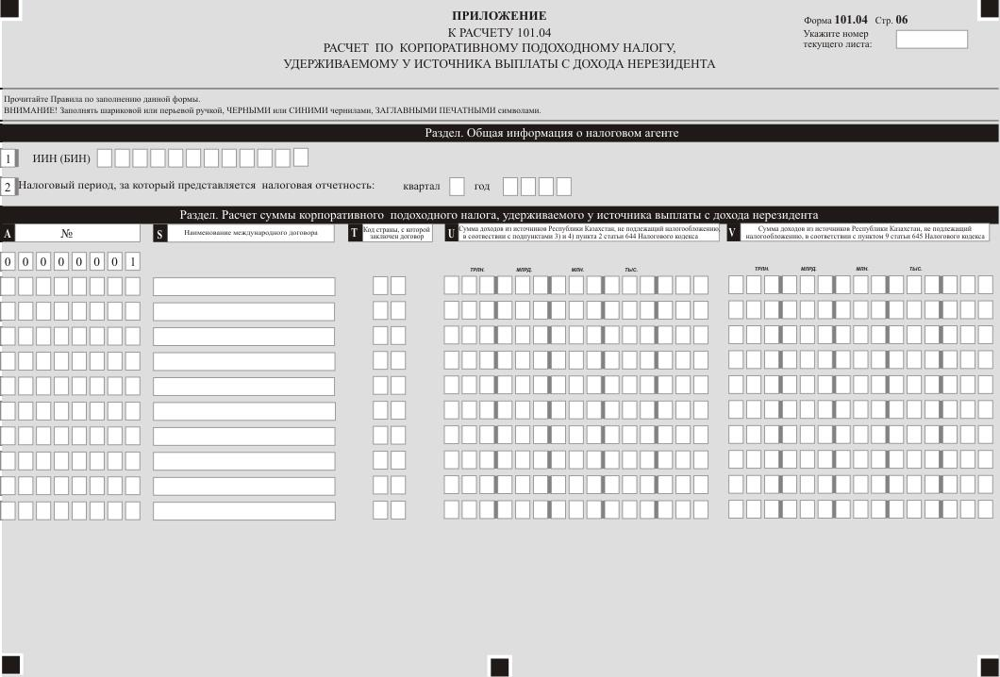 ПРИЛОЖЕНИЕ
К РАСЧЕТУ 101.04
РАСЧЕТ ПО КОРПОРАТИВНОМУ ПОДОХОДНОМУ НАЛОГУ,
УДЕРЖИВАЕМОМУ У ИСТОЧНИКА ВЫПЛАТЫ С ДОХОДА НЕРЕЗИДЕНТА
Форма 101.04 Стр. 06
Укажите номер
текущего листа:
Прочитайте Правила по заполнению данной формы.
ВНИМАНИЕ! Заполнять шариковой или перьевой ручкой, ЧЕРНЫМИ или СИНИМИ чернилами, ЗАГЛАВНЫМИ ПЕЧАТНЫМИ символами.
Раздел. Общая информация о налоговом агенте
1 ИИН (БИН)
2 Налоговый период, за который представляется налоговая отчетность: квартал год
Раздел. Расчет суммы корпоративного подоходного налога, удерживаемого у источника выплаты с дохода нерезидента
A №
S Наименование международного договора
T Код страны, с которой
заключен договор
U Сумма доходов из источников Республики Казахстан, не подлежащий налогообложению,
в соответствии с подпунктами 3) и 4) пункта 2 статьи 644 Налогового кодекса
V Сумма доходов из источников Республики Казахстан, не подлежащий
налогообложению, в соответствии с пунктом 9 статьи 645 Налогового кодекса
0 0 0 0 0 0 0 1
ТРЛН. МЛРД. МЛН. ТЫС. ТРЛН. МЛРД. МЛН. ТЫС.